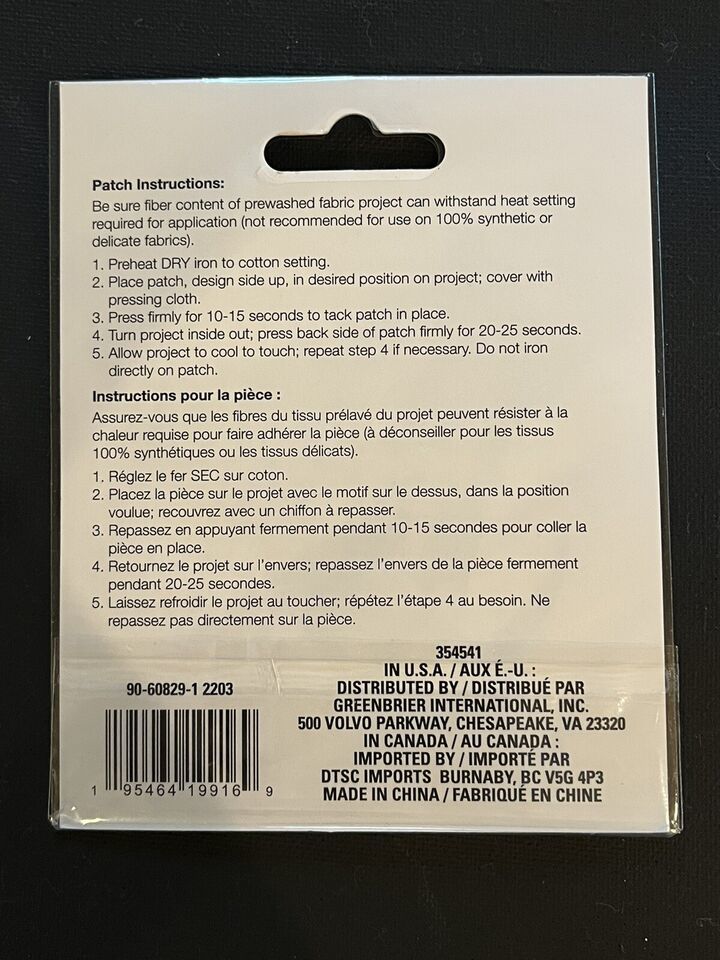 Patch Instructions:
Be sure fiber content of prewashed fabric project can withstand heat setting
required for application (not recommended for use on 100% synthetic or
delicate fabrics).
1. Preheat DRY iron to cotton setting.
2. Place patch, design side up, in desired position on project; cover with
pressing cloth.
3. Press firmly for 10-15 seconds to tack patch in place.
4. Turn project inside out; press back side of patch firmly for 20-25 seconds.
5. Allow project to cool to touch; repeat step 4 if necessary. Do not iron
directly on patch.
Instructions pour la pièce :
Assurez-vous que les fibres du tissu prélavé du projet peuvent résister à la
chaleur requise pour faire adhérer la pièce (à déconseiller pour les tissus
100% synthétiques ou les tissus délicats).
1. Réglez le fer SEC sur coton.
2. Placez la pièce sur le projet avec le motif sur le dessus, dans la position
voulue; recouvrez avec un chiffon à repasser.
3. Repassez en appuyant fermement pendant 10-15 secondes pour coller la
pièce en place.
4. Retournez le projet sur l'envers; repassez l'envers de la pièce fermement
pendant 20-25 secondes.
5. Laissez refroidir le projet au toucher; répétez l'étape 4 au besoin. Ne
repassez pas directement sur la pièce.
90-60829-1 2203
1 95464 19916 9
354541
IN U.S.A. / AUX É.-U. :
DISTRIBUTED BY / DISTRIBUÉ PAR
GREENBRIER INTERNATIONAL, INC.
500 VOLVO PARKWAY, CHESAPEAKE, VA 23320
IN CANADA / AU CANADA :
IMPORTED BY / IMPORTÉ PAR
DTSC IMPORTS BURNABY, BC V5G 4P3
MADE IN CHINA / FABRIQUÉ EN CHINE